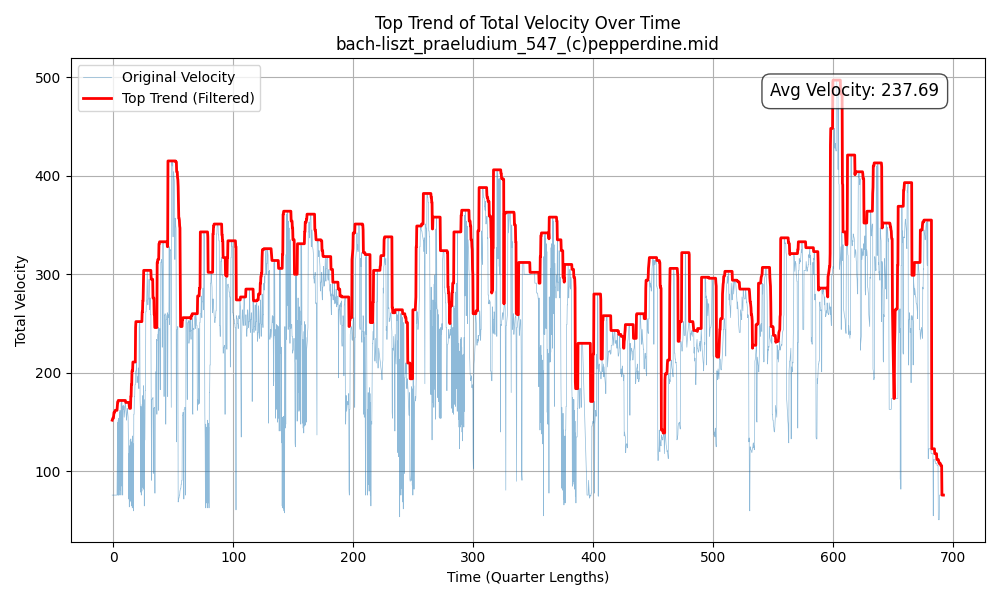 Top Trend of Total Velocity Over Time
bach-liszt_praeludium_547_(c)pepperdine.mid
Original Velocity
Top Trend (Filtered)
Avg Velocity: 237.69
Total Velocity
500
400
300
200
100
0 100 200 300 400 500 600 700
Time (Quarter Lengths)